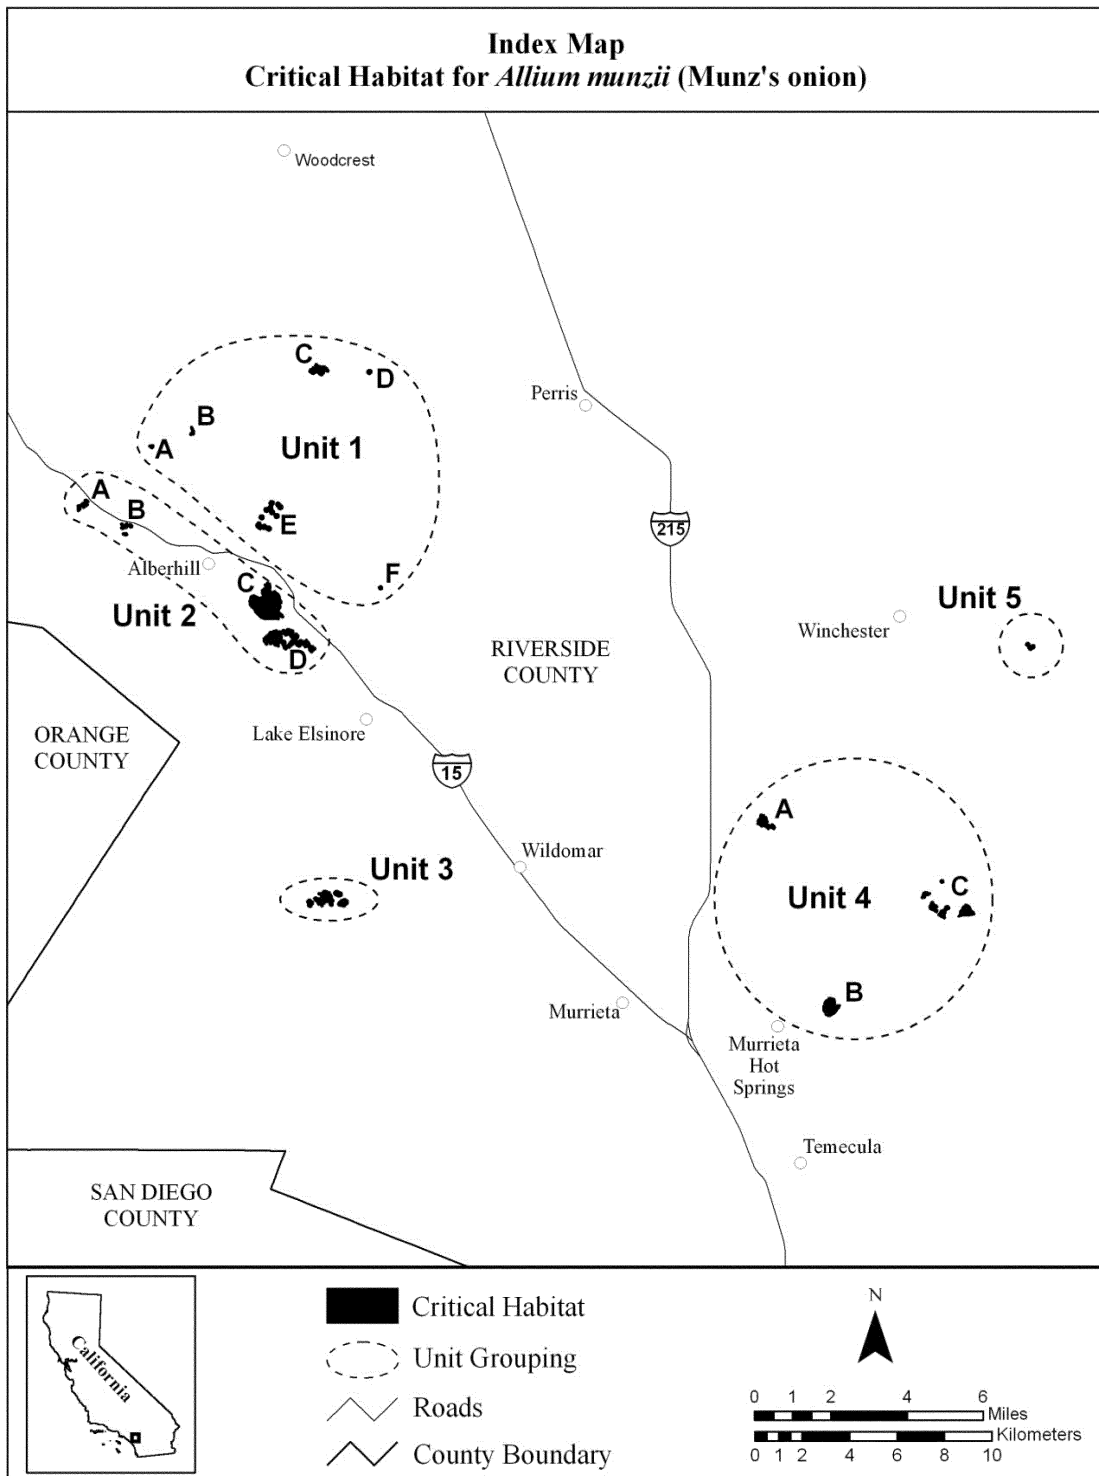 Index Map
Critical Habitat for Allium munzii (Munz's onion)
Woodcrest
C
D
Perris
B
A
Unit 1
A
B
E
215
Alberhill
C
F
Unit 2
Unit 5
Winchester
D
RIVERSIDE
COUNTY
Lake Elsinore
ORANGE
COUNTY
15
A
Wildomar
Unit 3
Unit 4
C
B
Murrieta
Murrieta
Hot
Springs
Temecula
SAN DIEGO
COUNTY
California
Critical Habitat
Unit Grouping
Roads
County Boundary
N
0 1 2 4 6
Miles
Kilometers
0 1 2 4 6 8 10